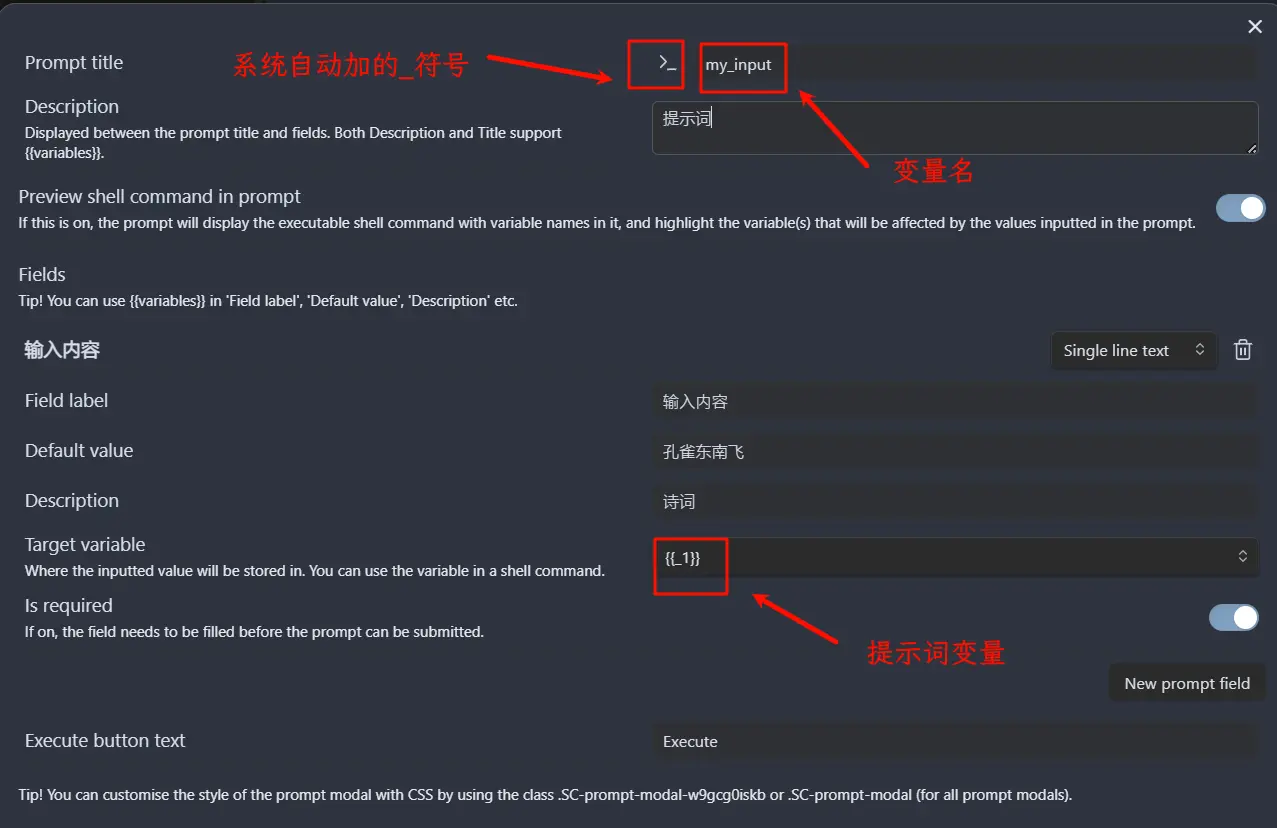 Prompt title
系统自动加的_符号
>_
my_input
Description
Displayed between the prompt title and fields. Both Description and Title support
{{variables}}.
提示词
变量名
Preview shell command in prompt
If this is on, the prompt will display the executable shell command with variable names in it, and highlight the variable(s) that will be affected by the values inputted in the prompt.
Fields
Tip! You can use {{variables}} in 'Field label', 'Default value', 'Description' etc.
输入内容
Single line text
Field label
输入内容
Default value
孔雀东南飞
Description
诗词
Target variable
Where the inputted value will be stored in. You can use the variable in a shell command.
{{_1}}
Is required
If on, the field needs to be filled before the prompt can be submitted.
提示词变量
New prompt field
Execute button text
Execute
Tip! You can customise the style of the prompt modal with CSS by using the class .SC-prompt-modal-w9gcg0iskb or .SC-prompt-modal (for all prompt modals).